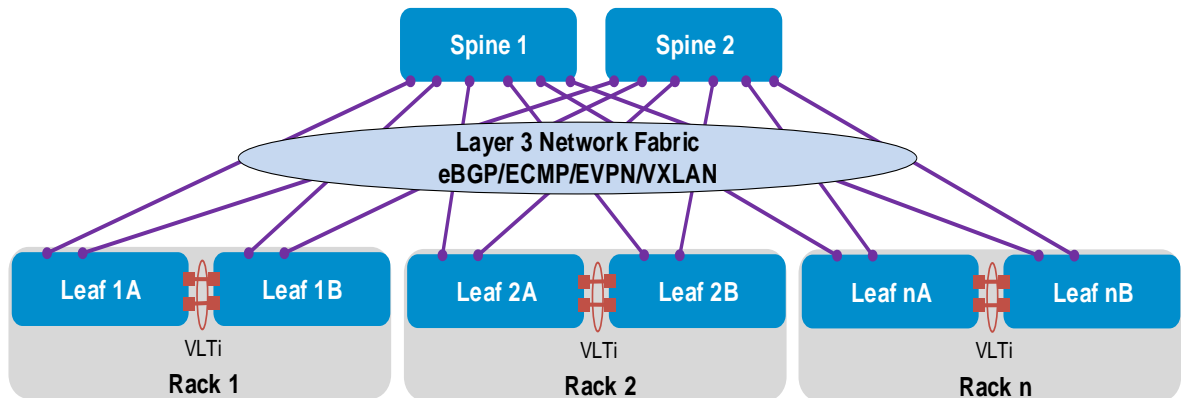 Spine 1
Spine 2
Layer 3 Network Fabric
eBGP/ECMP/EVPN/VXLAN
Leaf 1A
Leaf 1B
Leaf 2A
Leaf 2B
Leaf nA
Leaf nB
VLTi
VLTi
VLTi
Rack 1
Rack 2
Rack n